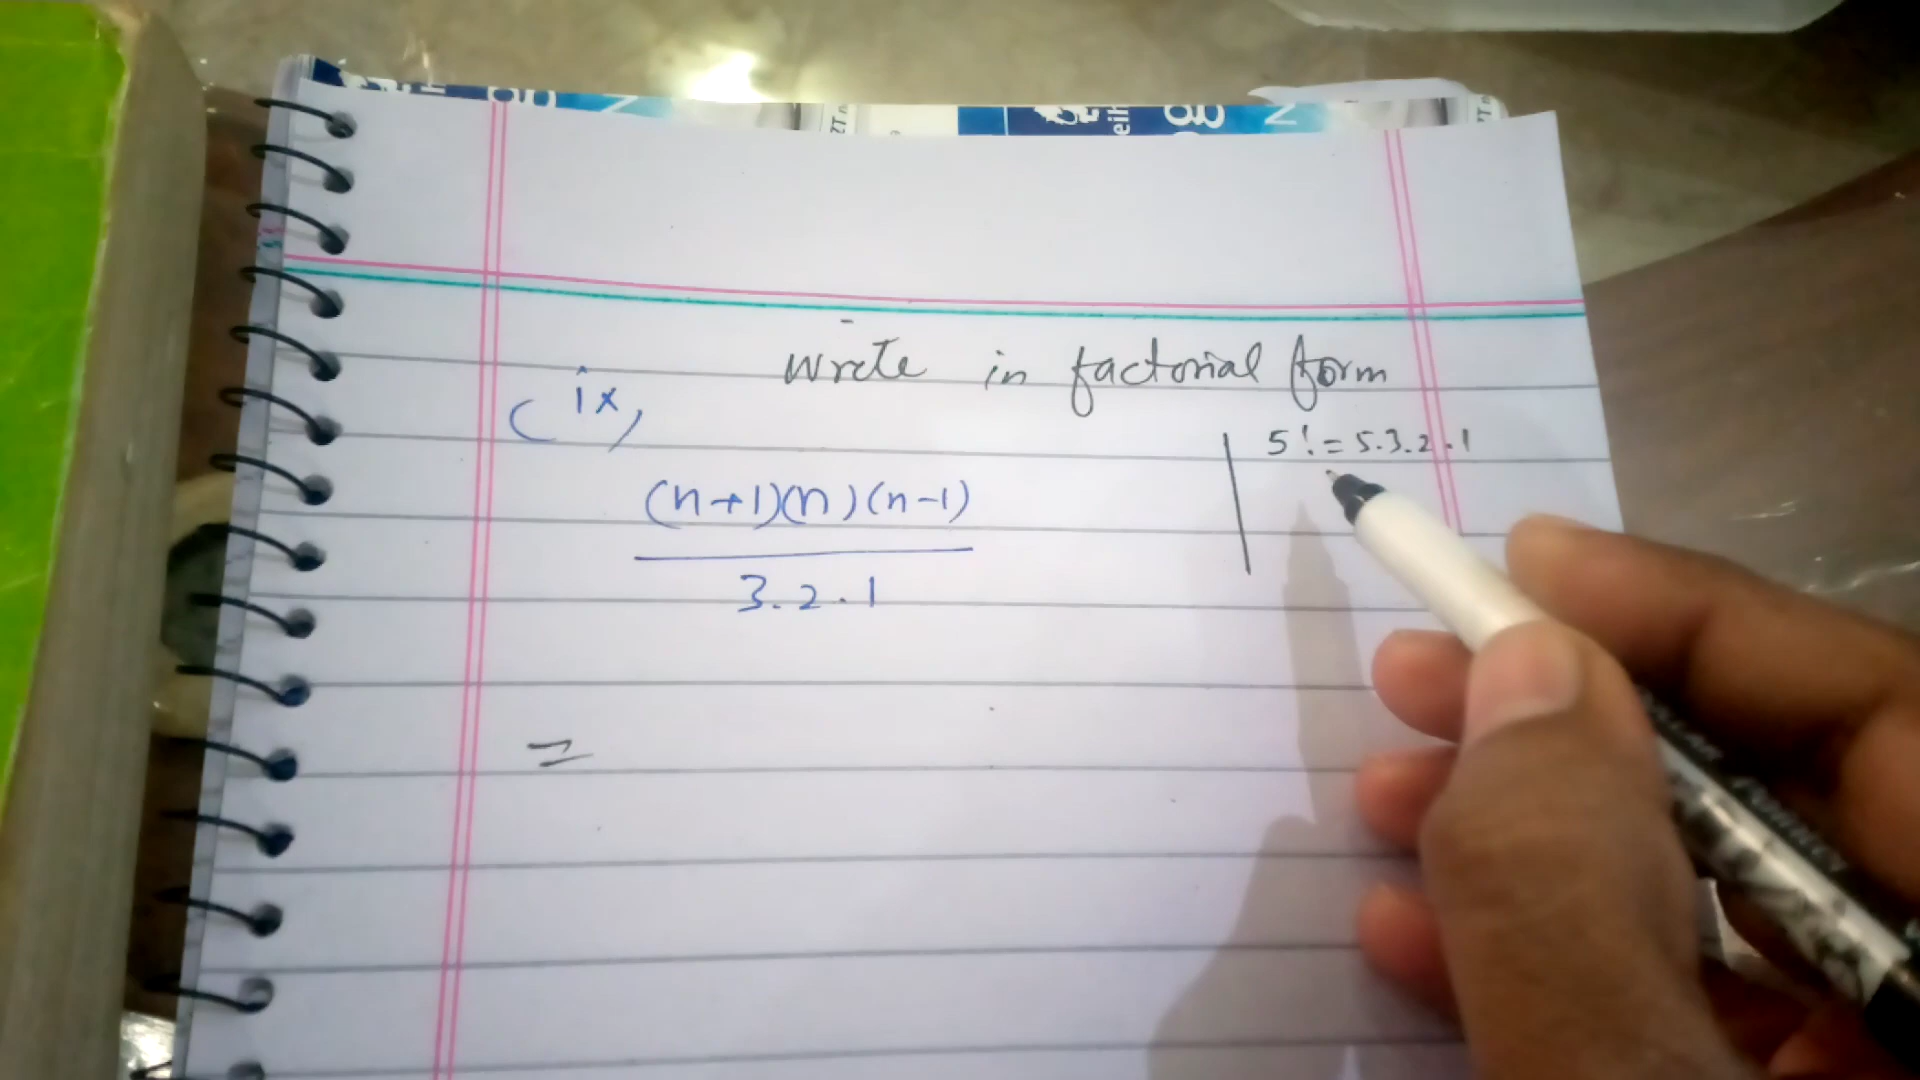 Write in factorial form
(ix)
5! = 5.3.2.1
(n+1)(n)(n-1)
3.2.1
=